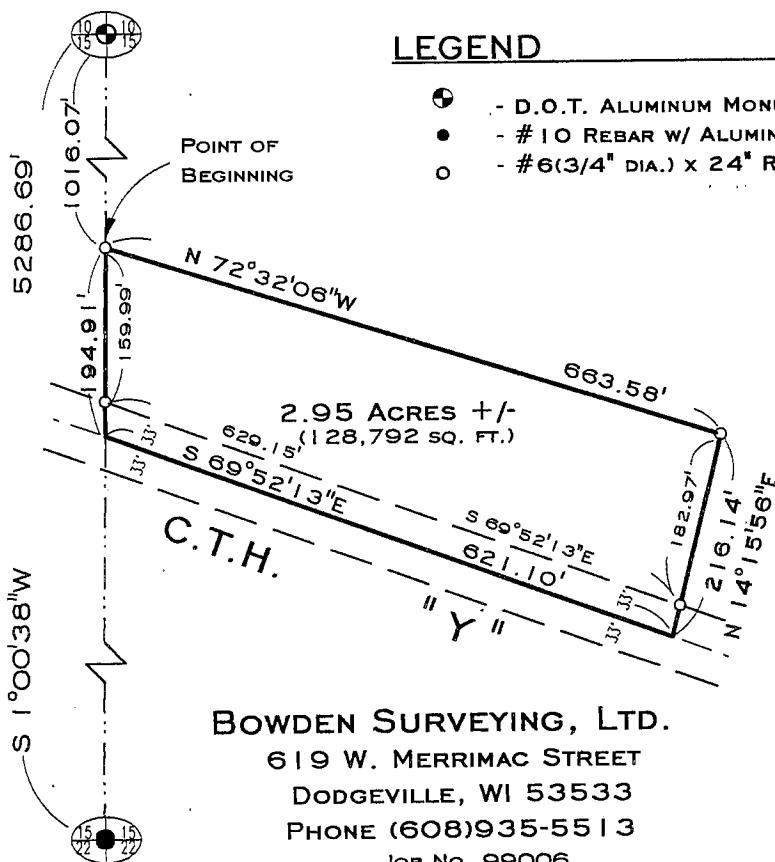 10 10
15 15
LEGEND
- D.O.T. ALUMINUM MON
- #10 REBAR W/ ALUMIN
- #6(3/4" DIA.) X 24" R
5286.69'
1016.07'
POINT OF
BEGINNING
N 72°32'06"W
663.58'
194.91'
159.99'
2.95 ACRES +/-
(128,792 SQ. FT.)
33'
33'
629.15'
S 69°52'13"E
S 69°52'13"E
621.10'
182.97'
216.14'
N 14°15'56"E
33'
33'
C.T.H.
"Y"
S 1°00'38"W
BOWDEN SURVEYING, LTD.
619 W. MERRIMAC STREET
DODGEVILLE, WI 53533
PHONE (608)935-5513
JOB NO. 99006
15 15
22 22